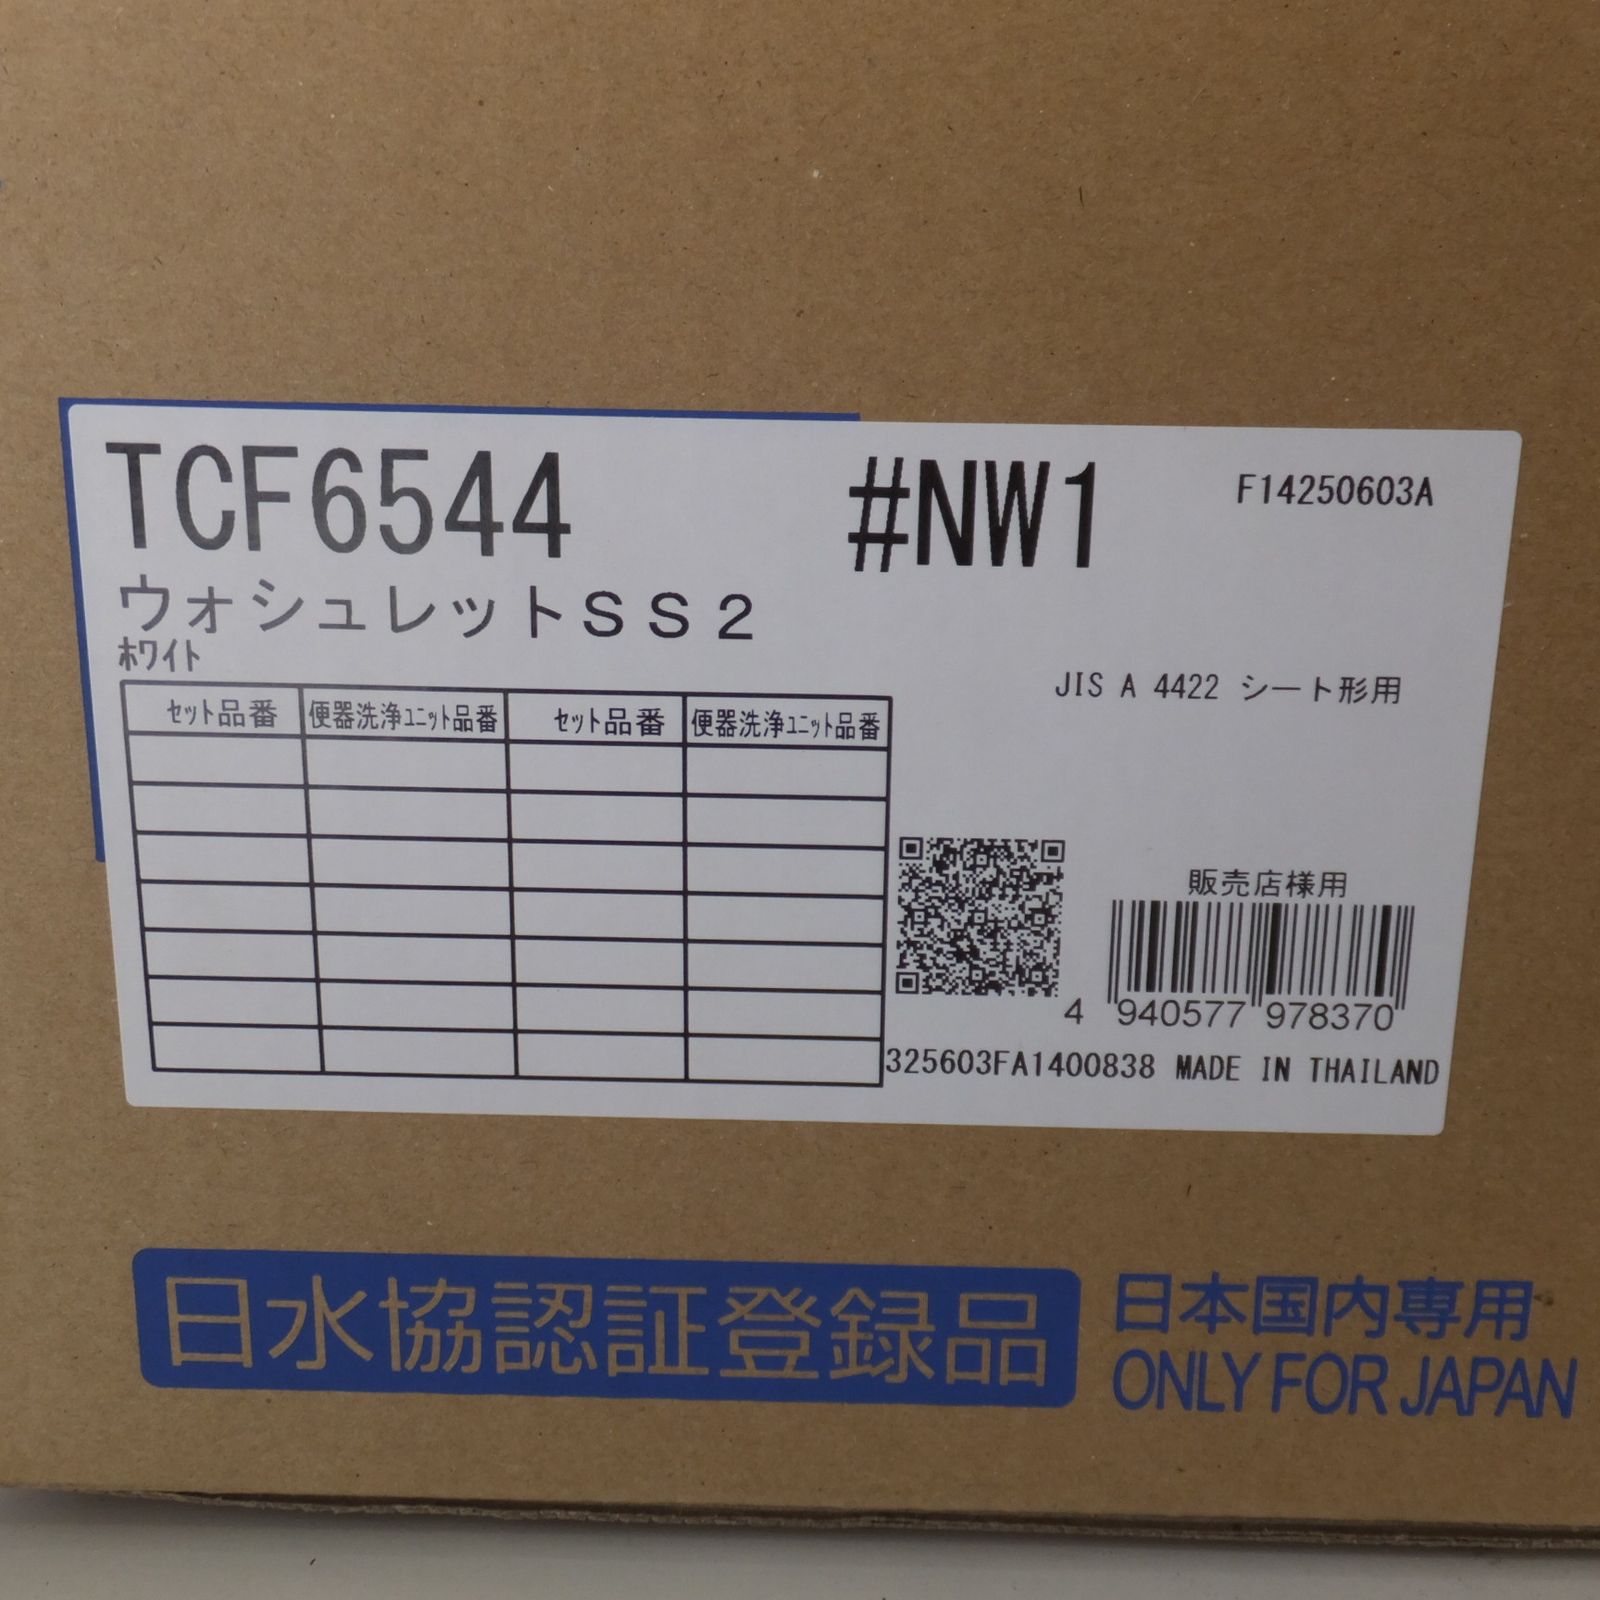 TCF6544 #NW1 F14250603A
ウォシュレットＳＳ２
ホワイト
JIS A 4422 シート形用
セット品番 便器洗浄ユニット品番 セット品番 便器洗浄ユニット品番
販売店様用
4 940577 978370
325603FA1400838 MADE IN THAILAND
日水協認証登録品
日本国内専用
ONLY FOR JAPAN